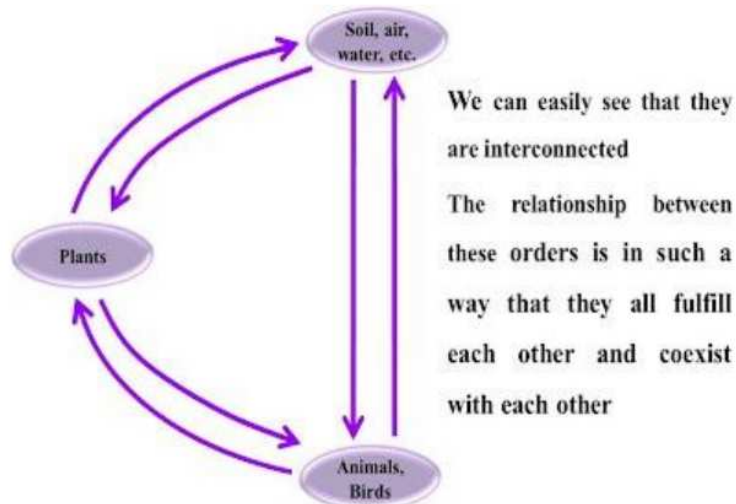 Soil, air,
water, etc.
We can easily see that they
are interconnected
The relationship between
these orders is in such a
way that they all fulfill
each other and coexist
with each other
Plants
Animals,
Birds